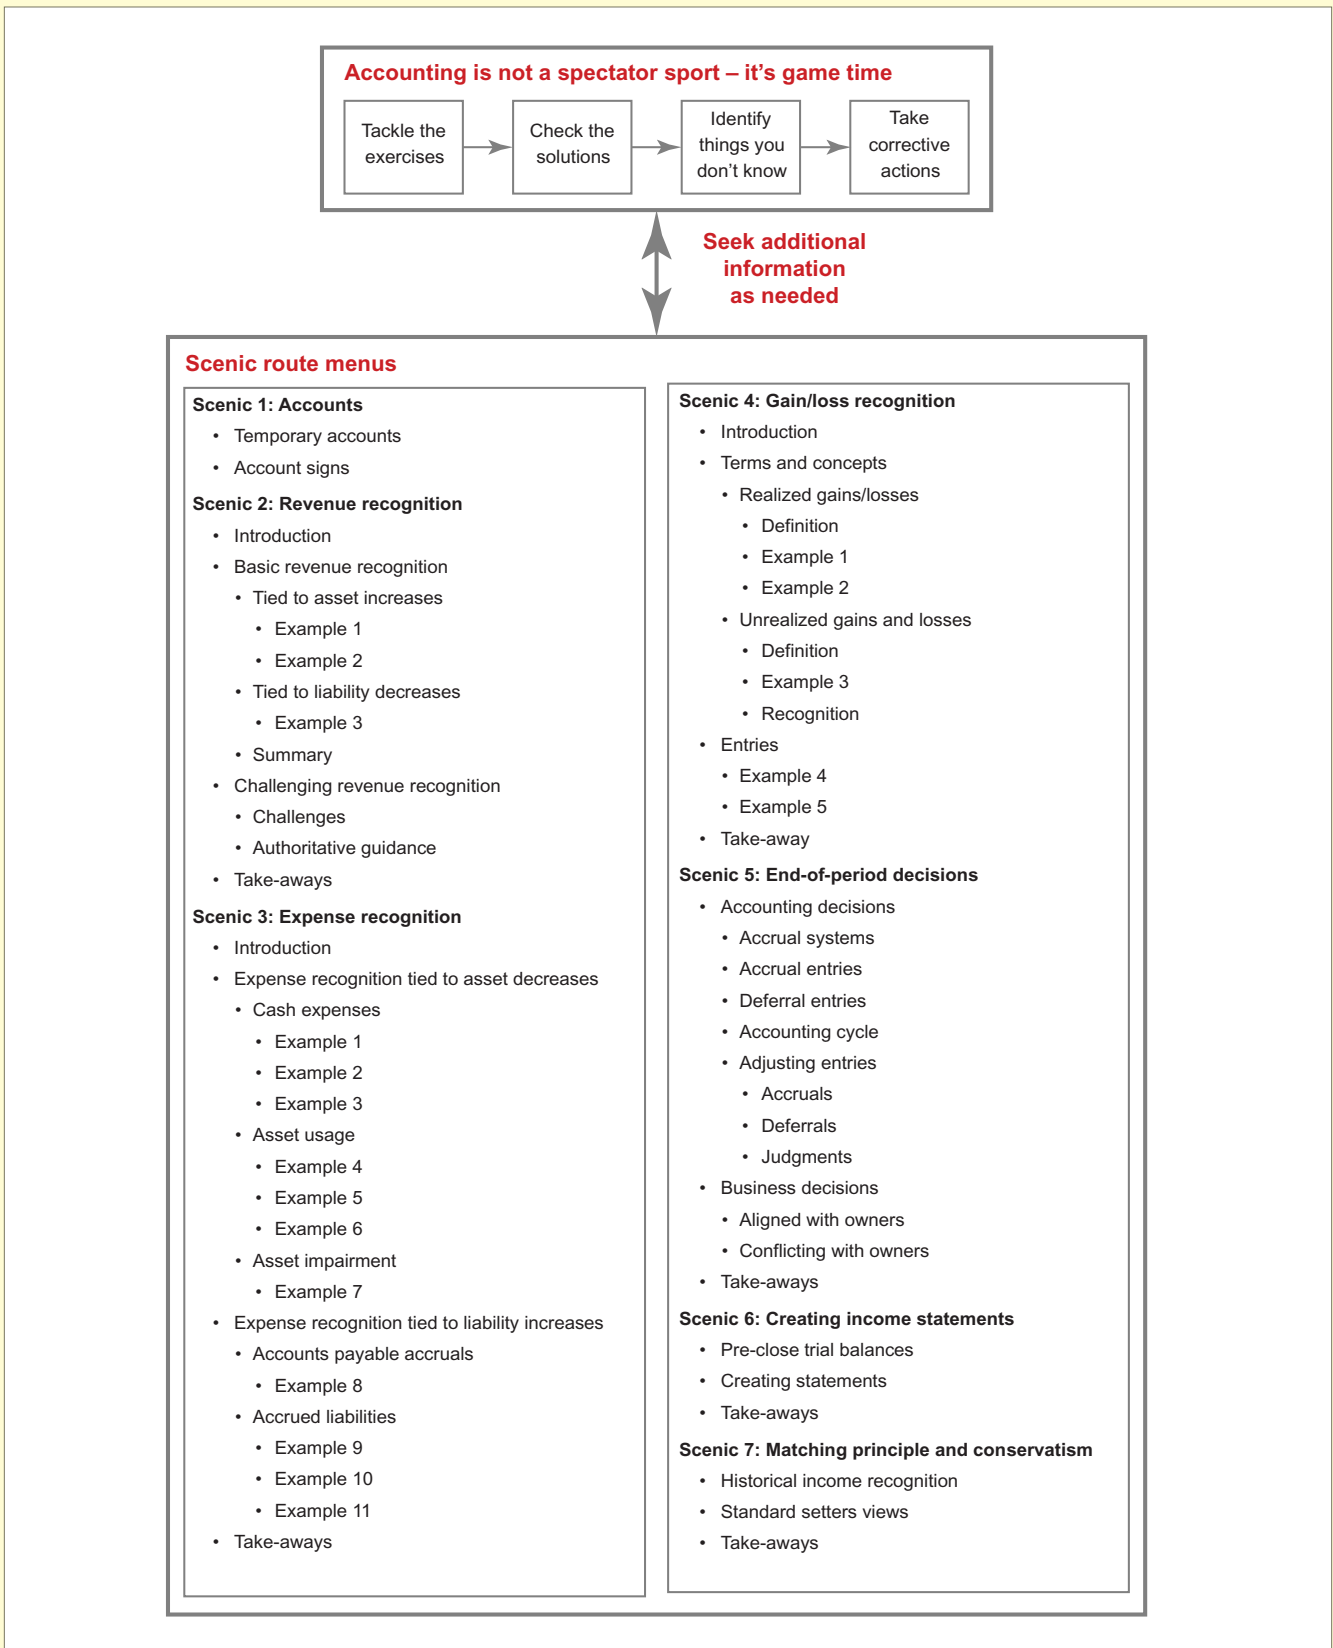 Accounting is not a spectator sport – it's game time
Tackle the
exercises
Check the
solutions
Identify
things you
don't know
Take
corrective
actions
Seek additional
information
as needed
Scenic route menus
Scenic 1: Accounts
• Temporary accounts
• Account signs
Scenic 2: Revenue recognition
• Introduction
• Basic revenue recognition
• Tied to asset increases
• Example 1
• Example 2
• Tied to liability decreases
• Example 3
• Summary
• Challenging revenue recognition
• Challenges
• Authoritative guidance
• Take-aways
Scenic 3: Expense recognition
• Introduction
• Expense recognition tied to asset decreases
• Cash expenses
• Example 1
• Example 2
• Example 3
• Asset usage
• Example 4
• Example 5
• Example 6
• Asset impairment
• Example 7
• Expense recognition tied to liability increases
• Accounts payable accruals
• Example 8
• Accrued liabilities
• Example 9
• Example 10
• Example 11
• Take-aways
Scenic 4: Gain/loss recognition
• Introduction
• Terms and concepts
• Realized gains/losses
• Definition
• Example 1
• Example 2
• Unrealized gains and losses
• Definition
• Example 3
• Recognition
• Entries
• Example 4
• Example 5
• Take-away
Scenic 5: End-of-period decisions
• Accounting decisions
• Accrual systems
• Accrual entries
• Deferral entries
• Accounting cycle
• Adjusting entries
• Accruals
• Deferrals
• Judgments
• Business decisions
• Aligned with owners
• Conflicting with owners
• Take-aways
Scenic 6: Creating income statements
• Pre-close trial balances
• Creating statements
• Take-aways
Scenic 7: Matching principle and conservatism
• Historical income recognition
• Standard setters views
• Take-aways